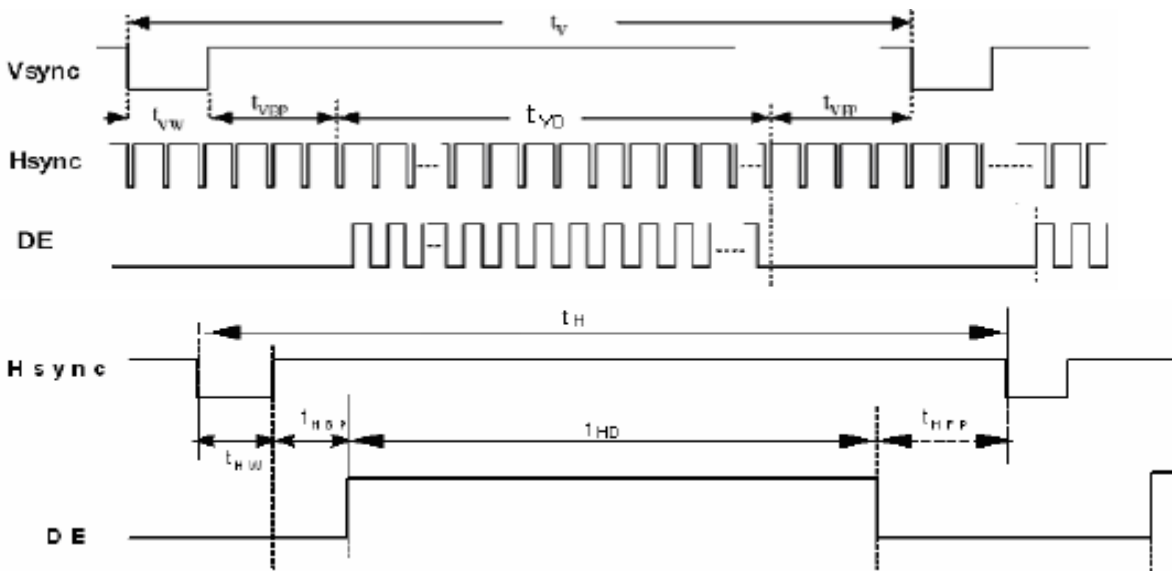 tV
Vsync
tVW tVBP tVD tVFP
Hsync
DE
tH
Hsync
tHBP tHD tHFP
tHW
DE